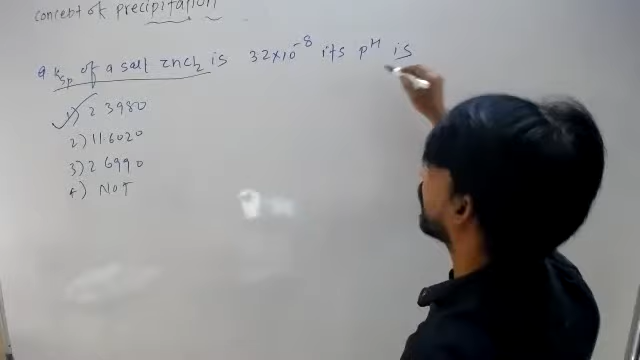 concept of precipitation
Q Ksp of a salt ZnCl2 is 32×10⁻⁸ its pH is
1) 2 3980
2) 11.6020
3) 2 6990
4) NOT